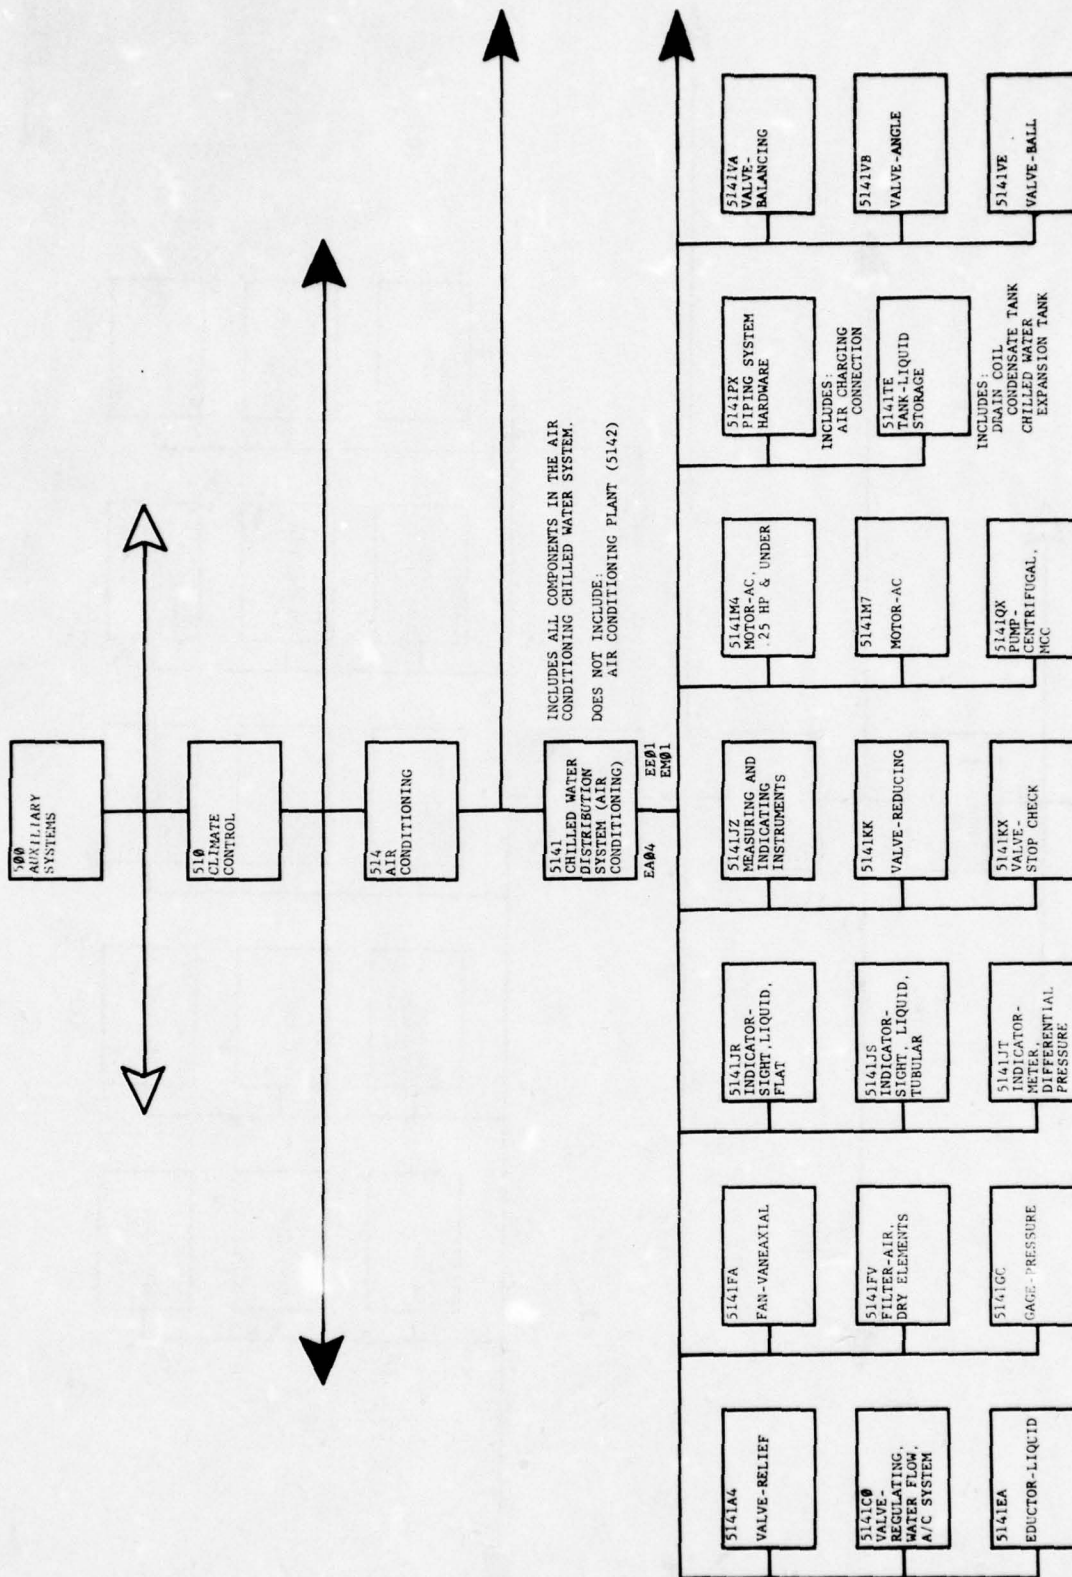 500
AUXILIARY
SYSTEMS
510
CLIMATE
CONTROL
514
AIR
CONDITIONING
5141
CHILLED WATER
DISTRIBUTION
SYSTEM (AIR
CONDITIONING)
INCLUDES ALL COMPONENTS IN THE AIR
CONDITIONING CHILLED WATER SYSTEM.
DOES NOT INCLUDE:
AIR CONDITIONING PLANT (5142)
EA04
EE01
EM01
5141A4
VALVE-RELIEF
5141C0
VALVE-
REGULATING,
WATER FLOW,
A/C SYSTEM
5141EA
EDUCTOR-LIQUID
5141FA
FAN-VANEAXIAL
5141FV
FILTER-AIR,
DRY ELEMENTS
5141GC
GAGE-PRESSURE
5141JR
INDICATOR-
SIGHT,LIQUID,
FLAT
5141JS
INDICATOR-
SIGHT, LIQUID,
TUBULAR
5141JT
INDICATOR-
METER,
DIFFERENTIAL
PRESSURE
5141JZ
MEASURING AND
INDICATING
INSTRUMENTS
5141KK
VALVE-REDUCING
5141KX
VALVE-
STOP CHECK
5141M4
MOTOR-AC,
.25 HP & UNDER
5141M7
MOTOR-AC
5141QX
PUMP-
CENTRIFUGAL,
MCC
5141PX
PIPING SYSTEM
HARDWARE
INCLUDES:
AIR CHARGING
CONNECTION
5141TE
TANK-LIQUID
STORAGE
INCLUDES:
DRAIN COIL
CONDENSATE TANK
CHILLED WATER
EXPANSION TANK
5141VA
VALVE-
BALANCING
5141VB
VALVE-ANGLE
5141VE
VALVE-BALL